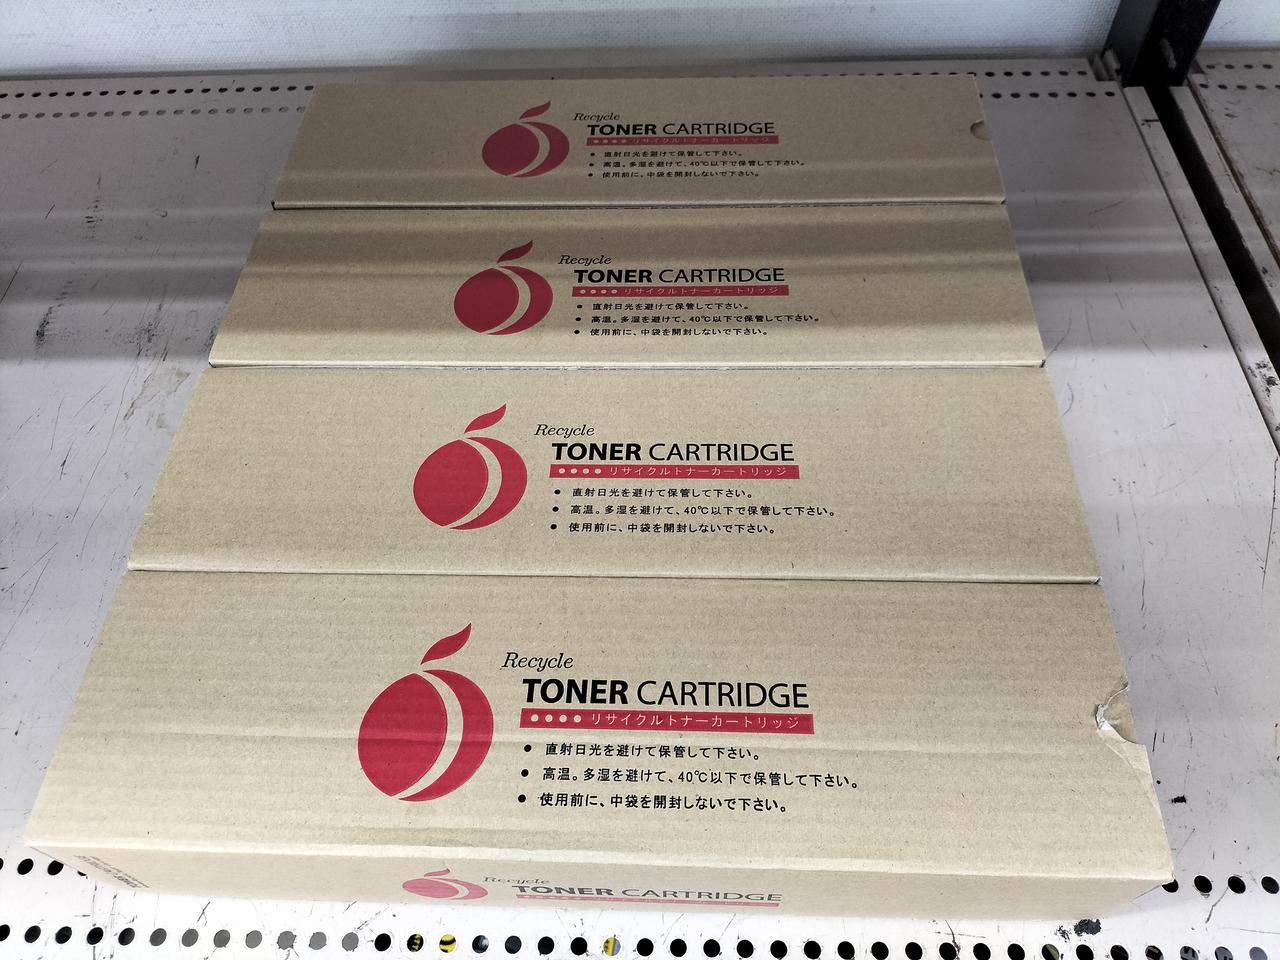 Recycle
TONER CARTRIDGE
リサイクルトナーカートリッジ
● 直射日光を避けて保管して下さい。
● 高温。多湿を避けて、40℃以下で保管して下さい。
● 使用前に、中袋を開封しないで下さい。
Recycle
TONER CARTRIDGE
リサイクルトナーカートリッジ
● 直射日光を避けて保管して下さい。
● 高温。多湿を避けて、40℃以下で保管して下さい。
● 使用前に、中袋を開封しないで下さい。
Recycle
TONER CARTRIDGE
リサイクルトナーカートリッジ
● 直射日光を避けて保管して下さい。
● 高温。多湿を避けて、40℃以下で保管して下さい。
● 使用前に、中袋を開封しないで下さい。
Recycle
TONER CARTRIDGE
リサイクルトナーカートリッジ
● 直射日光を避けて保管して下さい。
● 高温。多湿を避けて、40℃以下で保管して下さい。
● 使用前に、中袋を開封しないで下さい。
Recycle
TONER CARTRIDGE